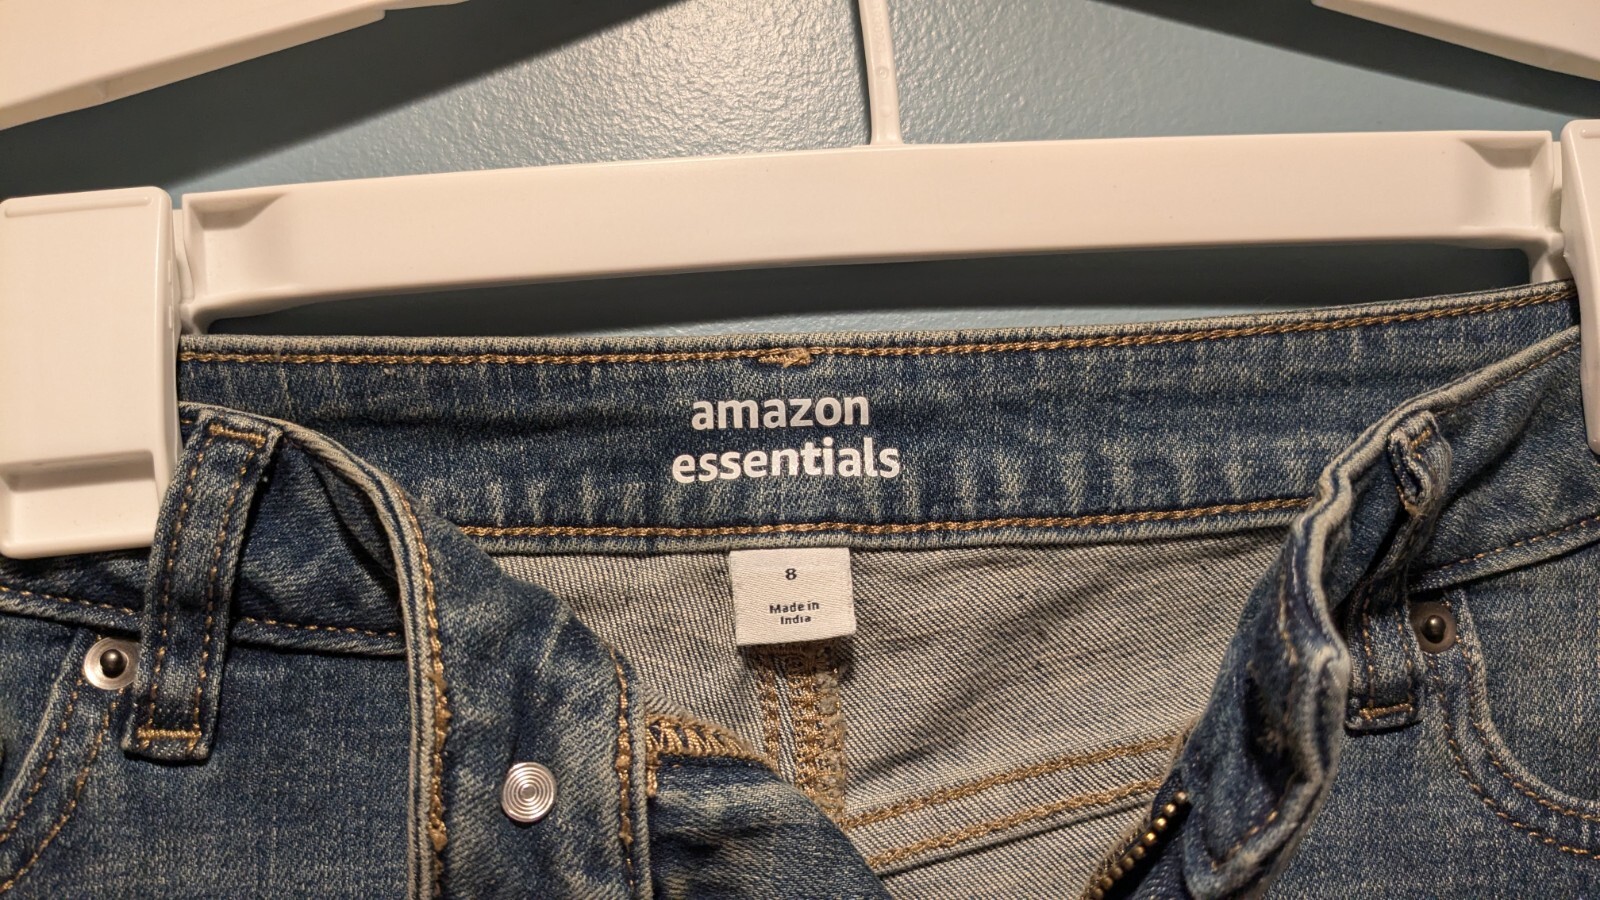 amazon
essentials
8
Made in
India